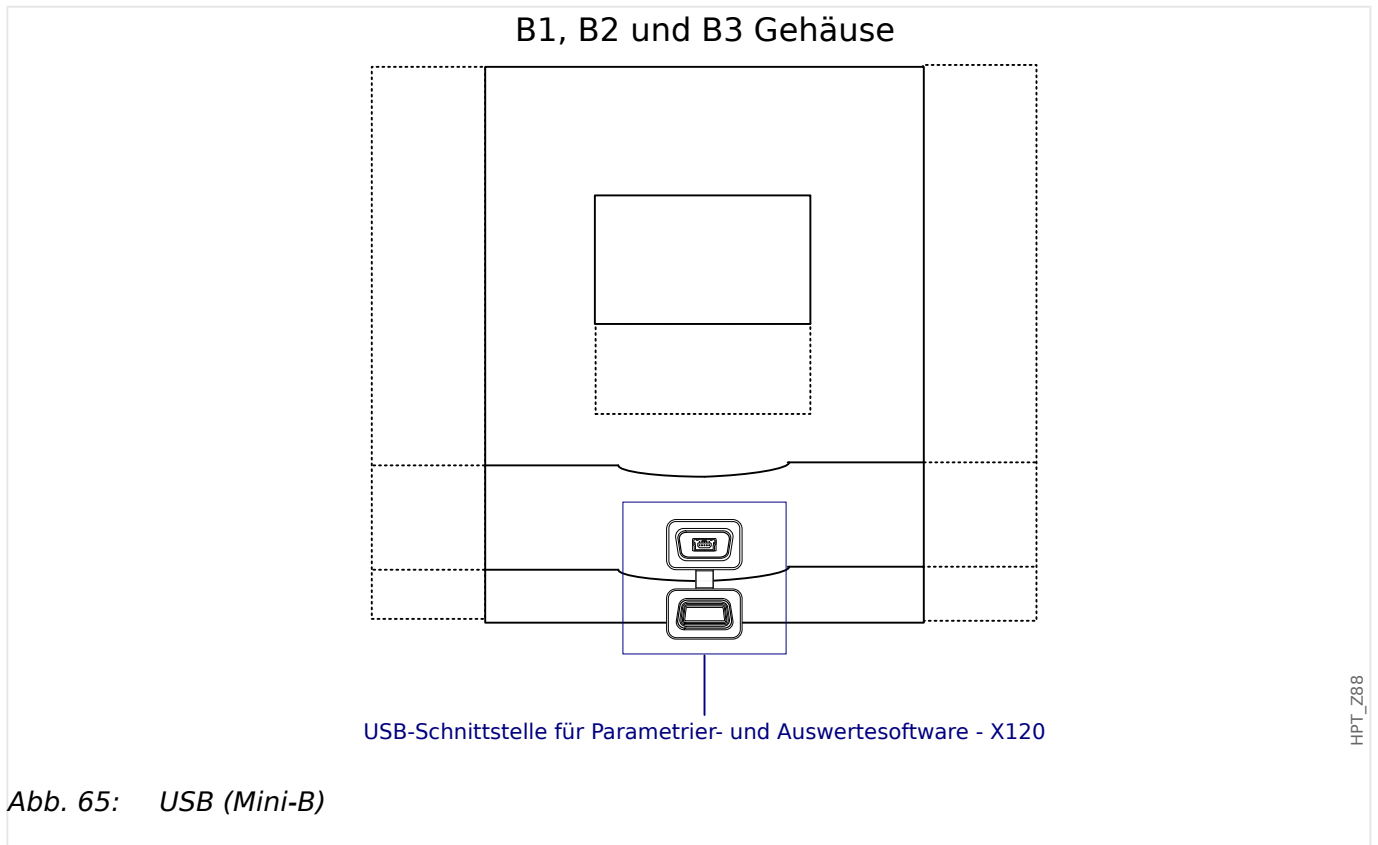 B1, B2 und B3 Gehäuse
USB-Schnittstelle für Parametrier- und Auswertesoftware - X120
HPT_Z88
Abb. 65: USB (Mini-B)